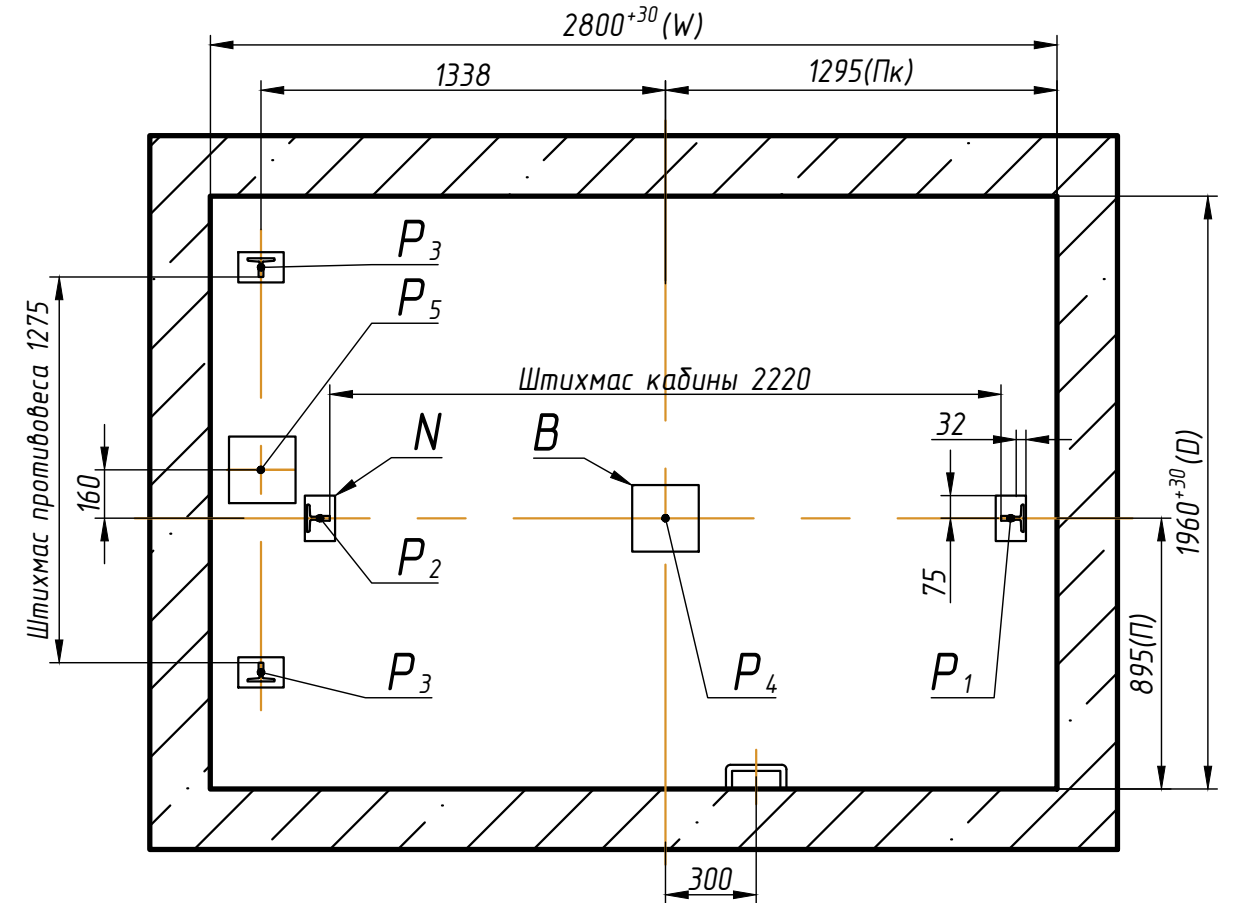 2800+30(W)
1338
1295(Пк)
P3
P5
Штихмас противовеса 1275
Штихмас кабины 2220
N
B
32
160
1960+30(D)
P2
75
P3
P4
P1
895(П)
300